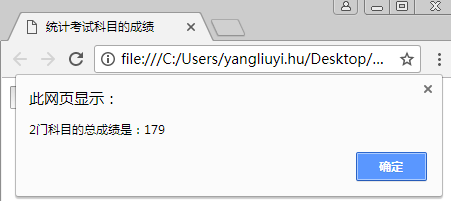 统计考试科目的成绩
file:///C:/Users/yangliuyi.hu/Desktop/...
此网页显示：
2门科目的总成绩是：179
确定